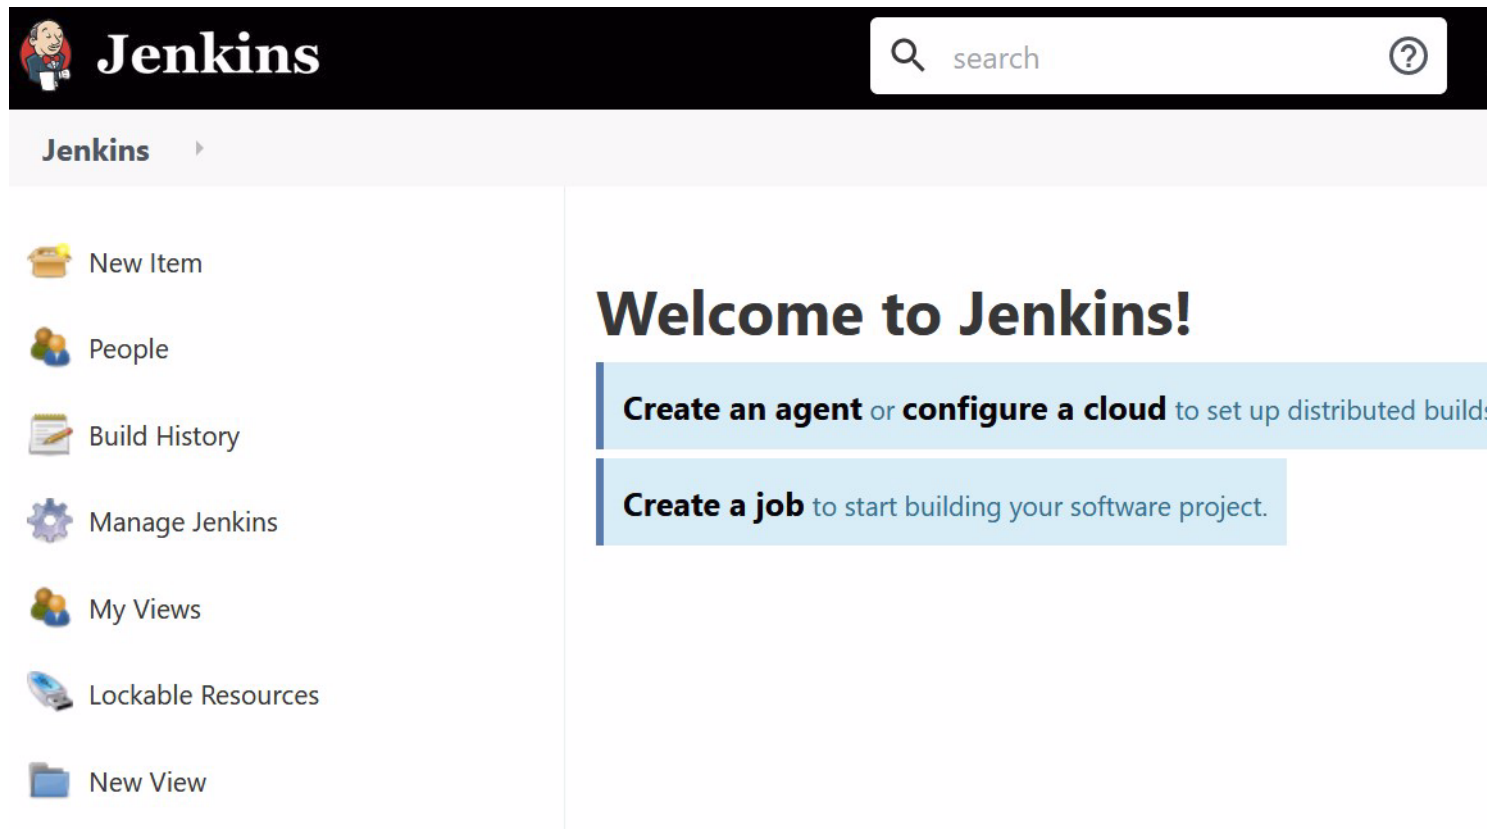 Jenkins
search
Jenkins
New Item
People
Build History
Manage Jenkins
My Views
Lockable Resources
New View
Welcome to Jenkins!
Create an agent or configure a cloud to set up distributed builds
Create a job to start building your software project.